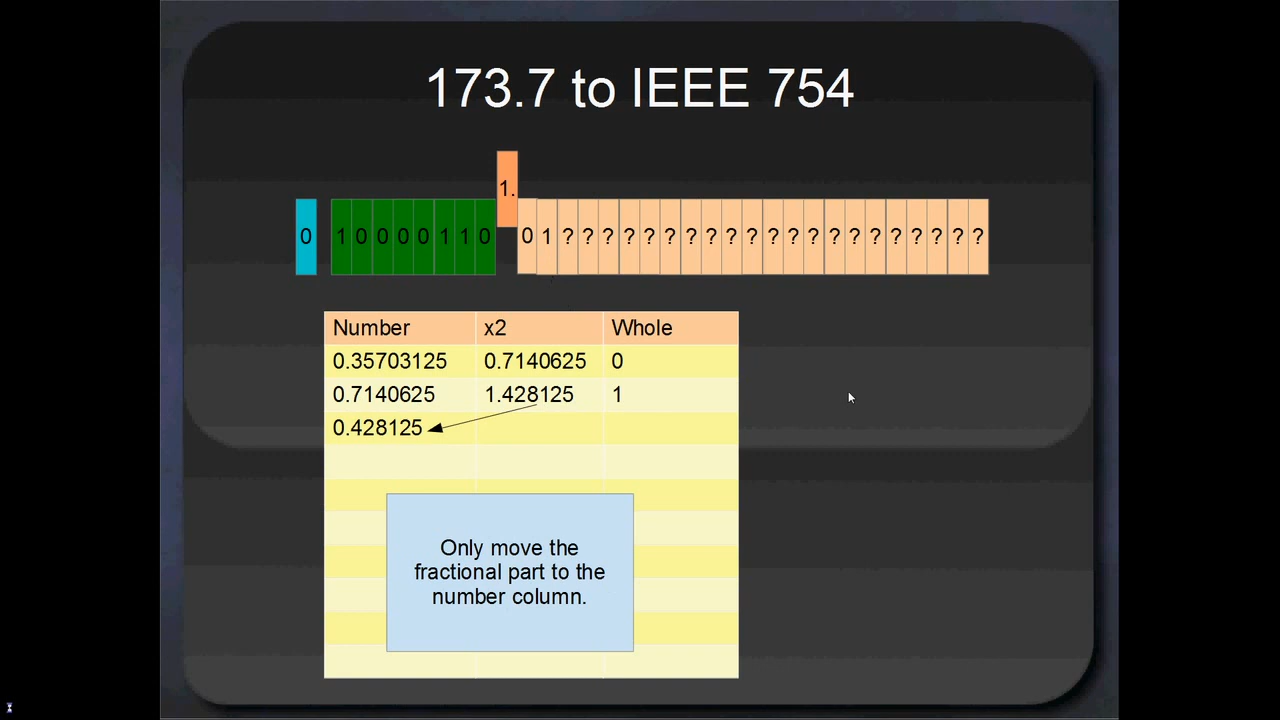 173.7 to IEEE 754
1.
0 1 0 0 0 0 1 1 0 0 1 ? ? ? ? ? ? ? ? ? ? ? ? ? ? ? ? ? ? ? ? ?
Number x2 Whole
0.35703125 0.7140625 0
0.7140625 1.428125 1
0.428125
Only move the
fractional part to the
number column.